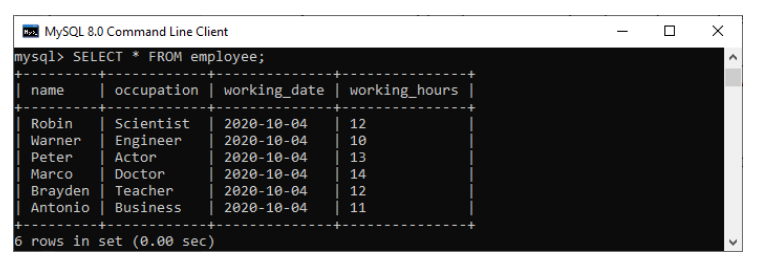 MySQL 8.0 Command Line Client
mysql> SELECT * FROM employee;
+---------+------------+--------------+---------------+
| name    | occupation | working_date | working_hours |
+---------+------------+--------------+---------------+
| Robin   | Scientist  | 2020-10-04   | 12            |
| Warner  | Engineer   | 2020-10-04   | 10            |
| Peter   | Actor      | 2020-10-04   | 13            |
| Marco   | Doctor     | 2020-10-04   | 14            |
| Brayden | Teacher    | 2020-10-04   | 12            |
| Antonio | Business   | 2020-10-04   | 11            |
+---------+------------+--------------+---------------+
6 rows in set (0.00 sec)